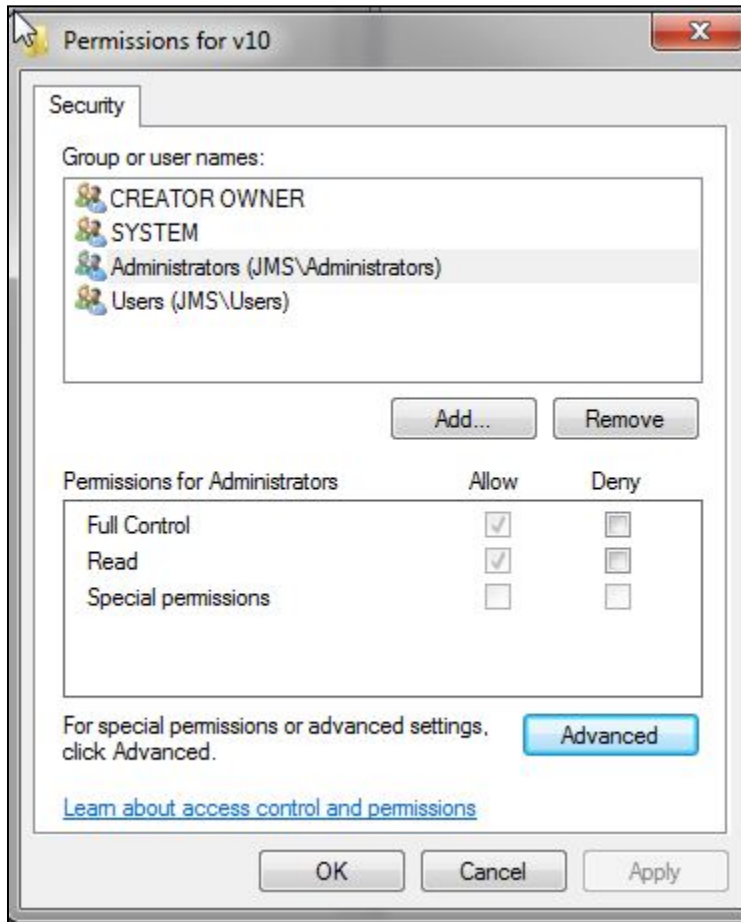 Permissions for v10
Security
Group or user names:
CREATOR OWNER
SYSTEM
Administrators (JMS\Administrators)
Users (JMS\Users)
Add...
Remove
Permissions for Administrators Allow Deny
Full Control
Read
Special permissions
For special permissions or advanced settings,
click Advanced.
Advanced
Learn about access control and permissions
OK
Cancel
Apply